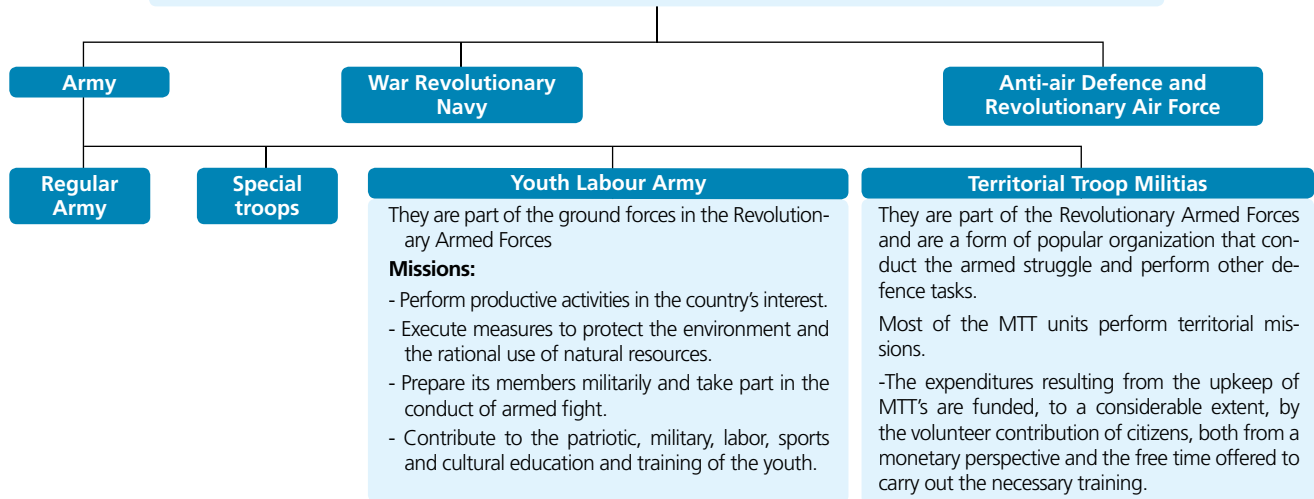 Army
War Revolutionary
Navy
Anti-air Defence and
Revolutionary Air Force
Regular
Army
Special
troops
Youth Labour Army
They are part of the ground forces in the Revolution-
ary Armed Forces
Missions:
- Perform productive activities in the country's interest.
- Execute measures to protect the environment and
the rational use of natural resources.
- Prepare its members militarily and take part in the
conduct of armed fight.
- Contribute to the patriotic, military, labor, sports
and cultural education and training of the youth.
Territorial Troop Militias
They are part of the Revolutionary Armed Forces
and are a form of popular organization that con-
duct the armed struggle and perform other de-
fence tasks.
Most of the MTT units perform territorial mis-
sions.
-The expenditures resulting from the upkeep of
MTT's are funded, to a considerable extent, by
the volunteer contribution of citizens, both from a
monetary perspective and the free time offered to
carry out the necessary training.